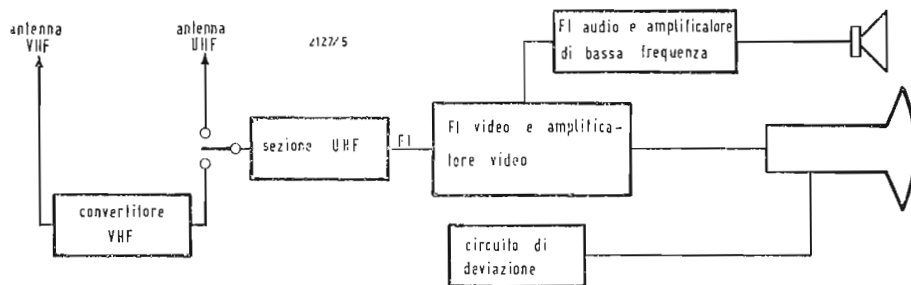 antenna
VHF
antenna
UHF
2127/5
FI audio e amplificatore
di bassa frequenza
sezione UHF
FI
FI video e amplifica-
tore video
convertitore
VHF
circuito di
deviazione